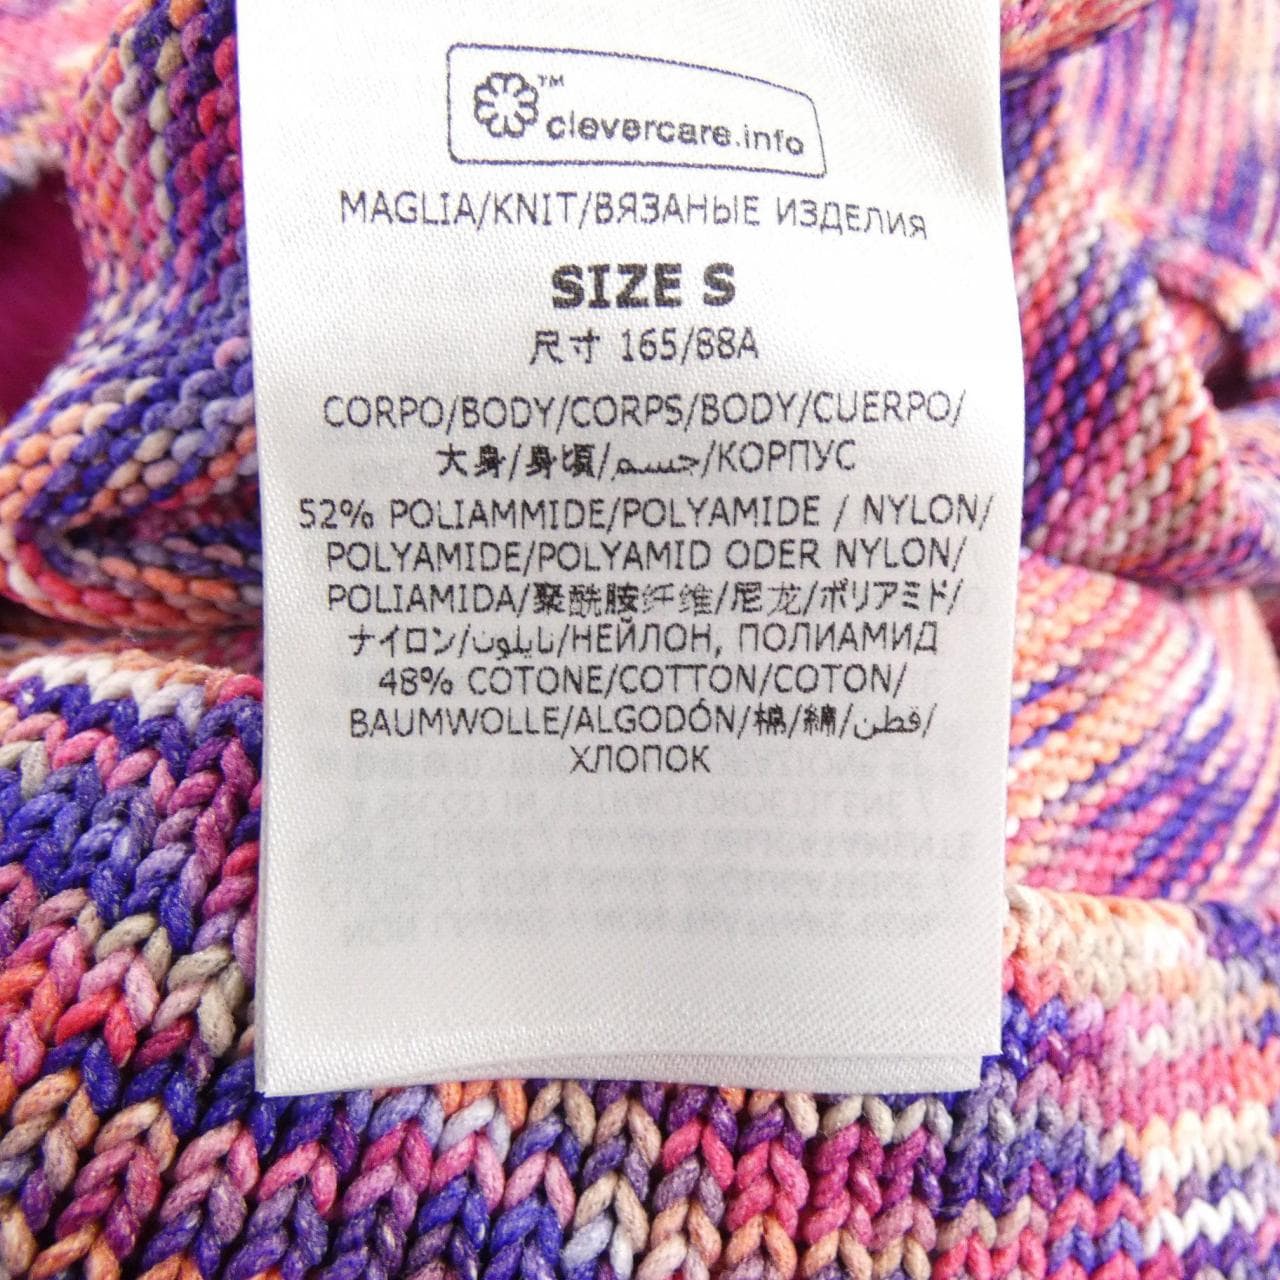 ™
clevercare.info
MAGLIA/KNIT/ВЯЗАНЫЕ ИЗДЕЛИЯ
SIZE S
尺寸 165/88A
CORPO/BODY/CORPS/BODY/CUERPO/
大身/身頃/جسم/КОРПУС
52% POLIAMMIDE/POLYAMIDE / NYLON/
POLYAMIDE/POLYAMID ODER NYLON/
POLIAMIDA/聚酰胺纤维/尼龙/ポリアミド/
ナイロン/نايلون/НЕЙЛОН, ПОЛИАМИД
48% COTONE/COTTON/COTON/
BAUMWOLLE/ALGODÓN/棉/綿/قطن/
ХЛОПОК